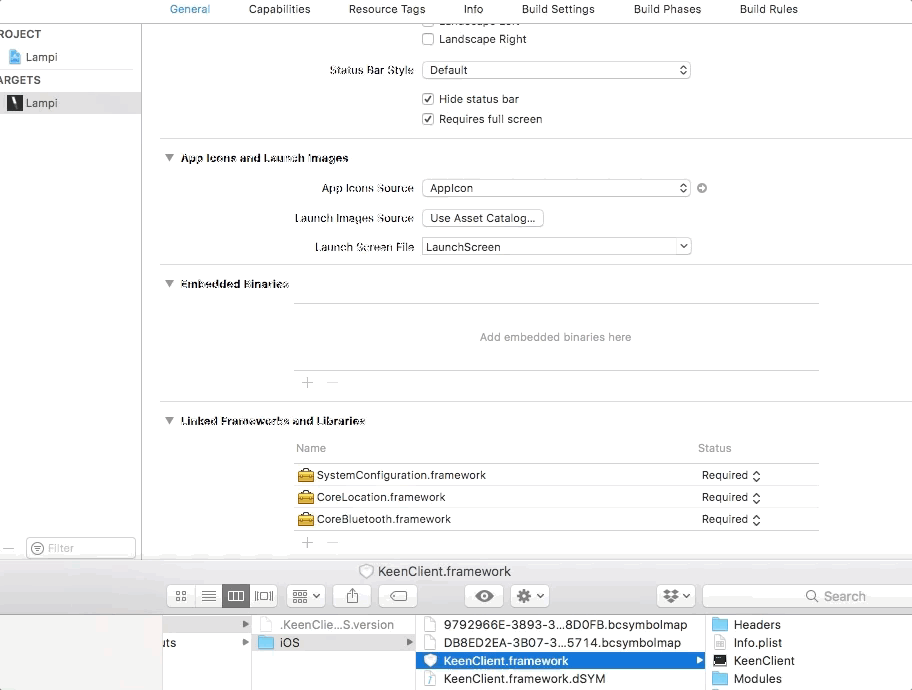 General Capabilities Resource Tags Info Build Settings Build Phases Build Rules
ROJECT
Lampi
ARGETS
Lampi
Landscape Left
Landscape Right
Status Bar Style Default
Hide status bar
Requires full screen
App Icons and Launch Images
App Icons Source AppIcon
Launch Images Source Use Asset Catalog...
Launch Screen File LaunchScreen
Embedded Binaries
Add embedded binaries here
Linked Frameworks and Libraries
Name Status
SystemConfiguration.framework Required
CoreLocation.framework Required
CoreBluetooth.framework Required
Filter
KeenClient.framework
Search
.KeenClie...S.version 9792966E-3893-3...8D0FB.bcsymbolmap Headers
uts iOS DB8ED2EA-3B07-3...5714.bcsymbolmap Info.plist
KeenClient.framework KeenClient
KeenClient.framework.dSYM Modules